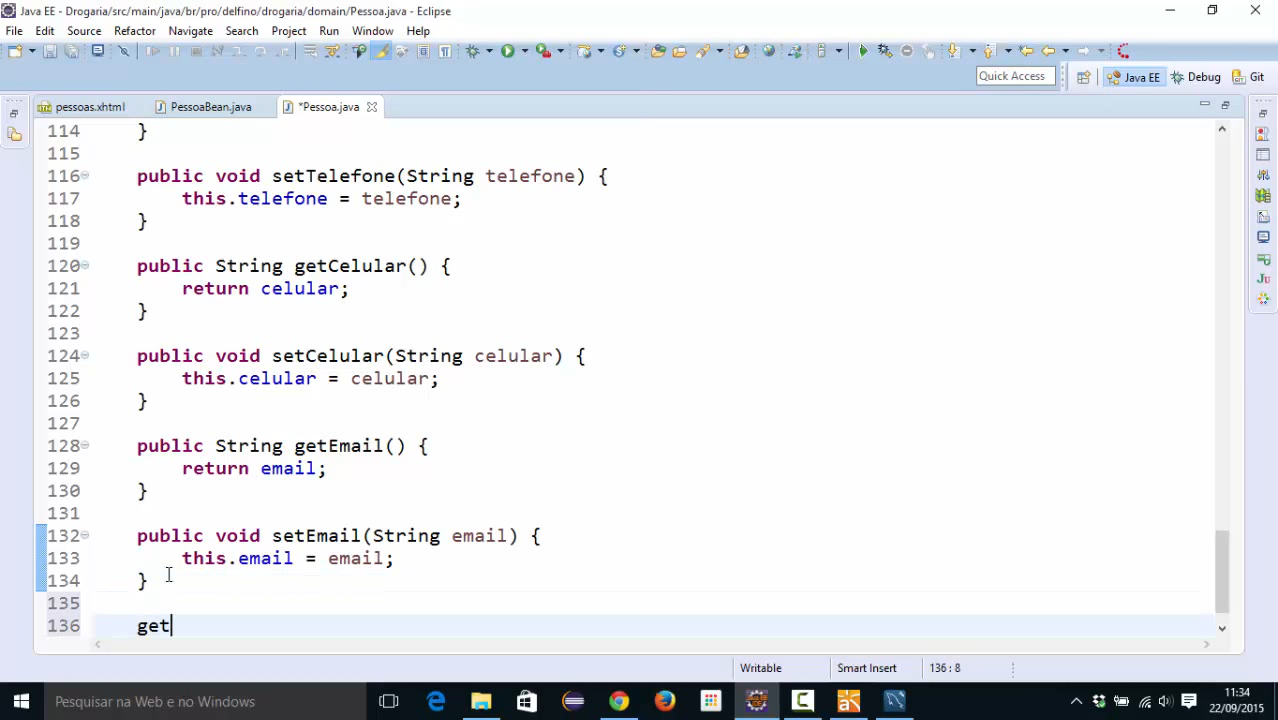 Java EE - Drogaria/src/main/java/br/pro/delfino/drogaria/domain/Pessoa.java - Eclipse
File Edit Source Refactor Navigate Search Project Run Window Help
Quick Access Java EE Debug Git
pessoas.xhtml PessoaBean.java *Pessoa.java
114 }
115
116 public void setTelefone(String telefone) {
117 this.telefone = telefone;
118 }
119
120 public String getCelular() {
121 return celular;
122 }
123
124 public void setCelular(String celular) {
125 this.celular = celular;
126 }
127
128 public String getEmail() {
129 return email;
130 }
131
132 public void setEmail(String email) {
133 this.email = email;
134 }
135
136 get
Writable Smart Insert 136 : 8
Pesquisar na Web e no Windows
11:34
22/09/2015